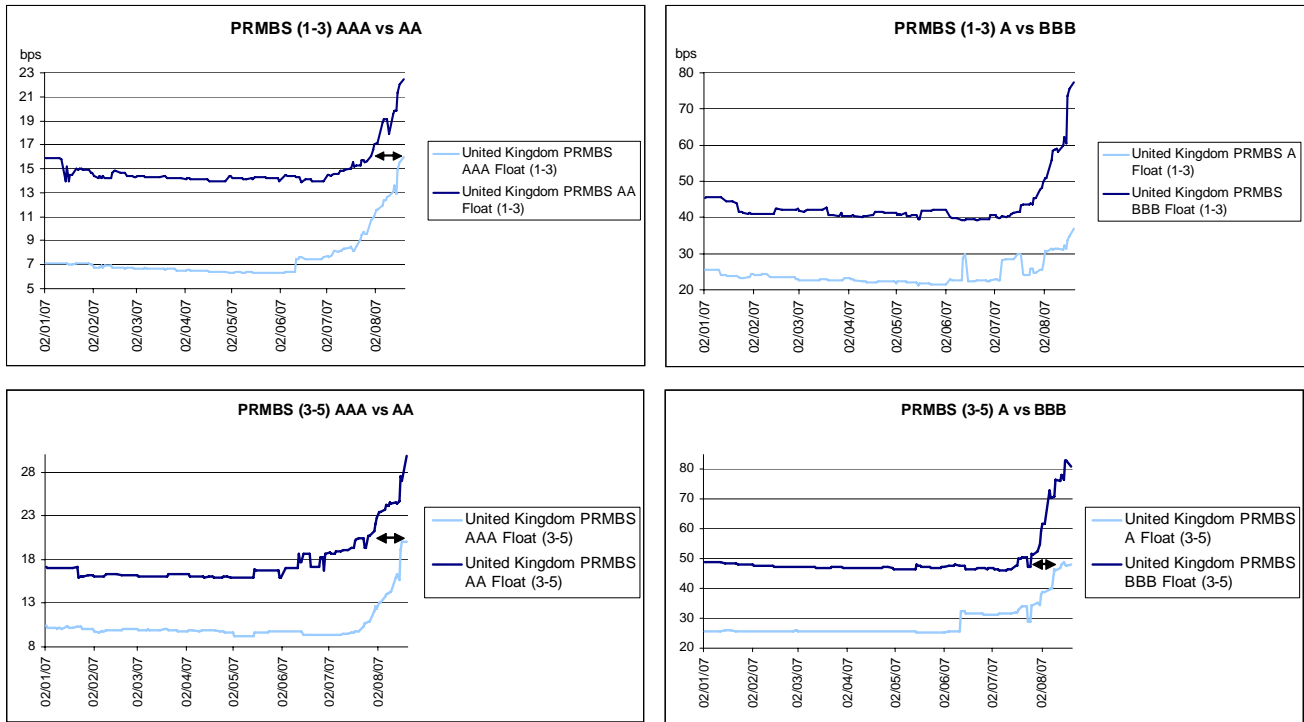 PRMBS (1-3) AAA vs AA
bps
23
21
19
17
15
13
11
9
7
5
02/01/07
02/02/07
02/03/07
02/04/07
02/05/07
02/06/07
02/07/07
02/08/07
United Kingdom PRMBS
AAA Float (1-3)
United Kingdom PRMBS AA
Float (1-3)
PRMBS (1-3) A vs BBB
bps
80
70
60
50
40
30
20
02/01/07
02/02/07
02/03/07
02/04/07
02/05/07
02/06/07
02/07/07
02/08/07
United Kingdom PRMBS A
Float (1-3)
United Kingdom PRMBS
BBB Float (1-3)
PRMBS (3-5) AAA vs AA
28
23
18
13
8
02/01/07
02/02/07
02/03/07
02/04/07
02/05/07
02/06/07
02/07/07
02/08/07
United Kingdom PRMBS
AAA Float (3-5)
United Kingdom PRMBS
AA Float (3-5)
PRMBS (3-5) A vs BBB
80
70
60
50
40
30
20
02/01/07
02/02/07
02/03/07
02/04/07
02/05/07
02/06/07
02/07/07
02/08/07
United Kingdom PRMBS
A Float (3-5)
United Kingdom PRMBS
BBB Float (3-5)